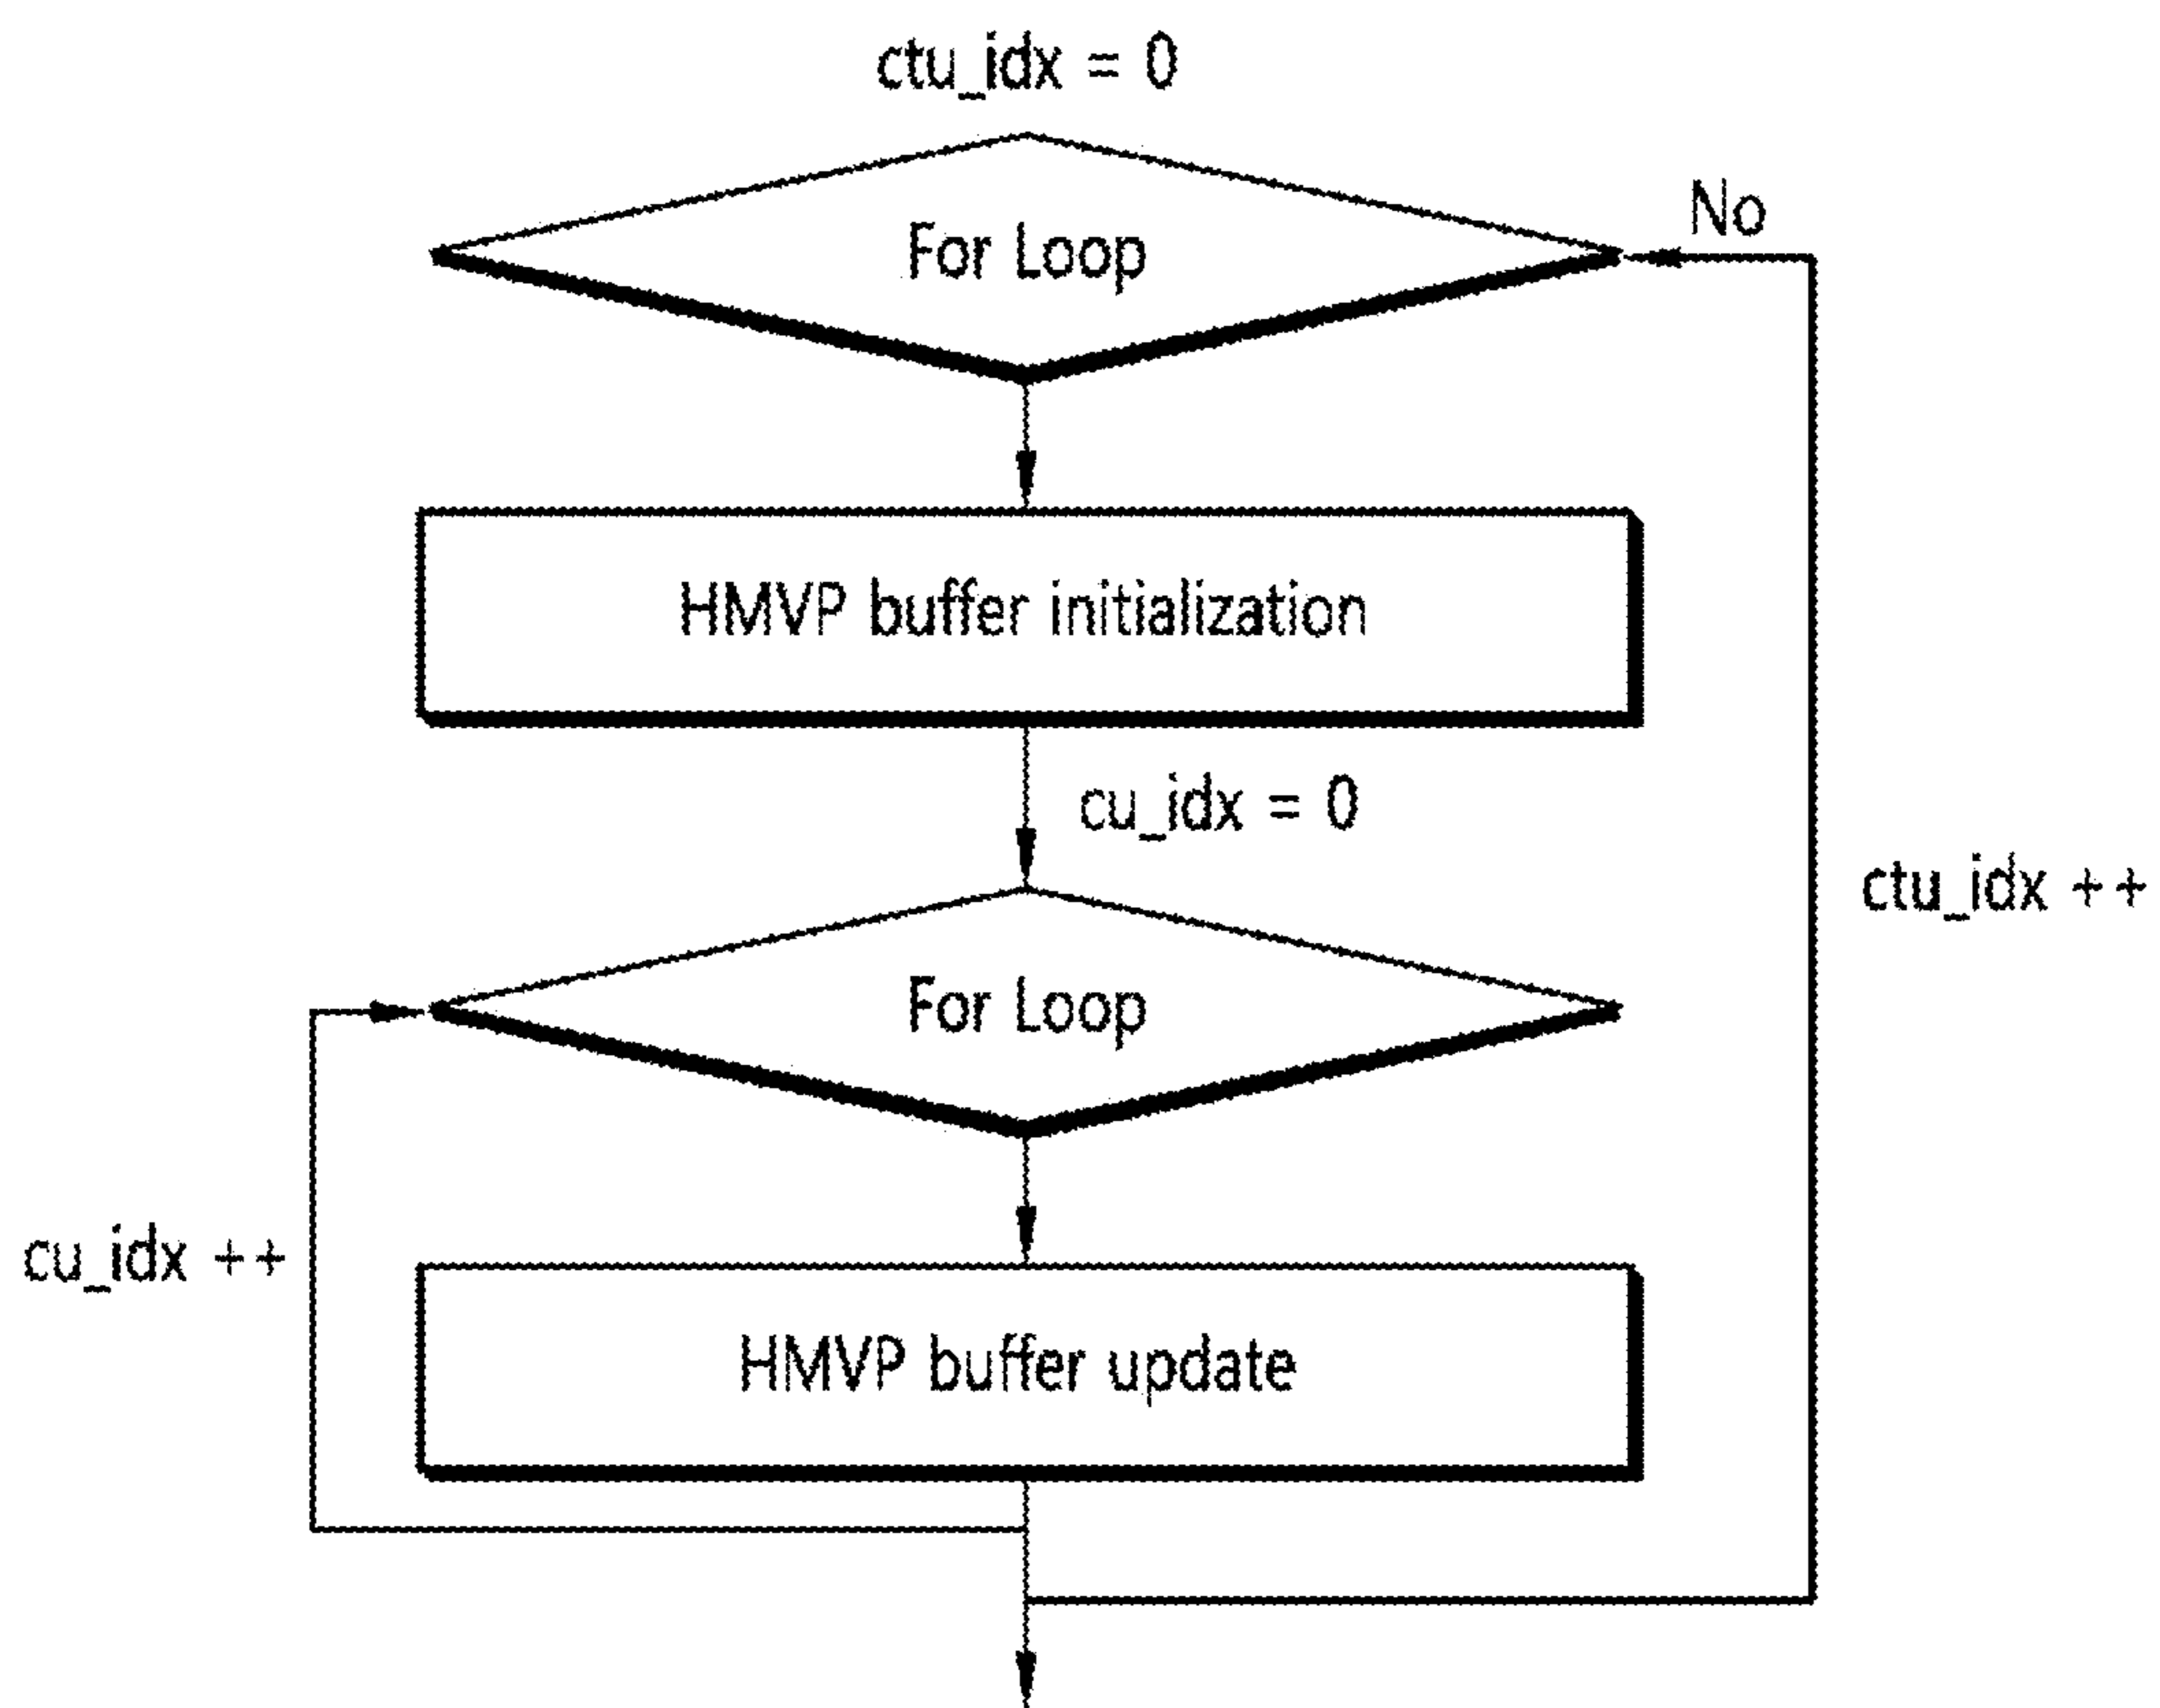 ctu_idx = 0
For Loop
No
HMVP buffer initialization
cu_idx = 0
ctu_idx ++
For Loop
cu_idx ++
HMVP buffer update